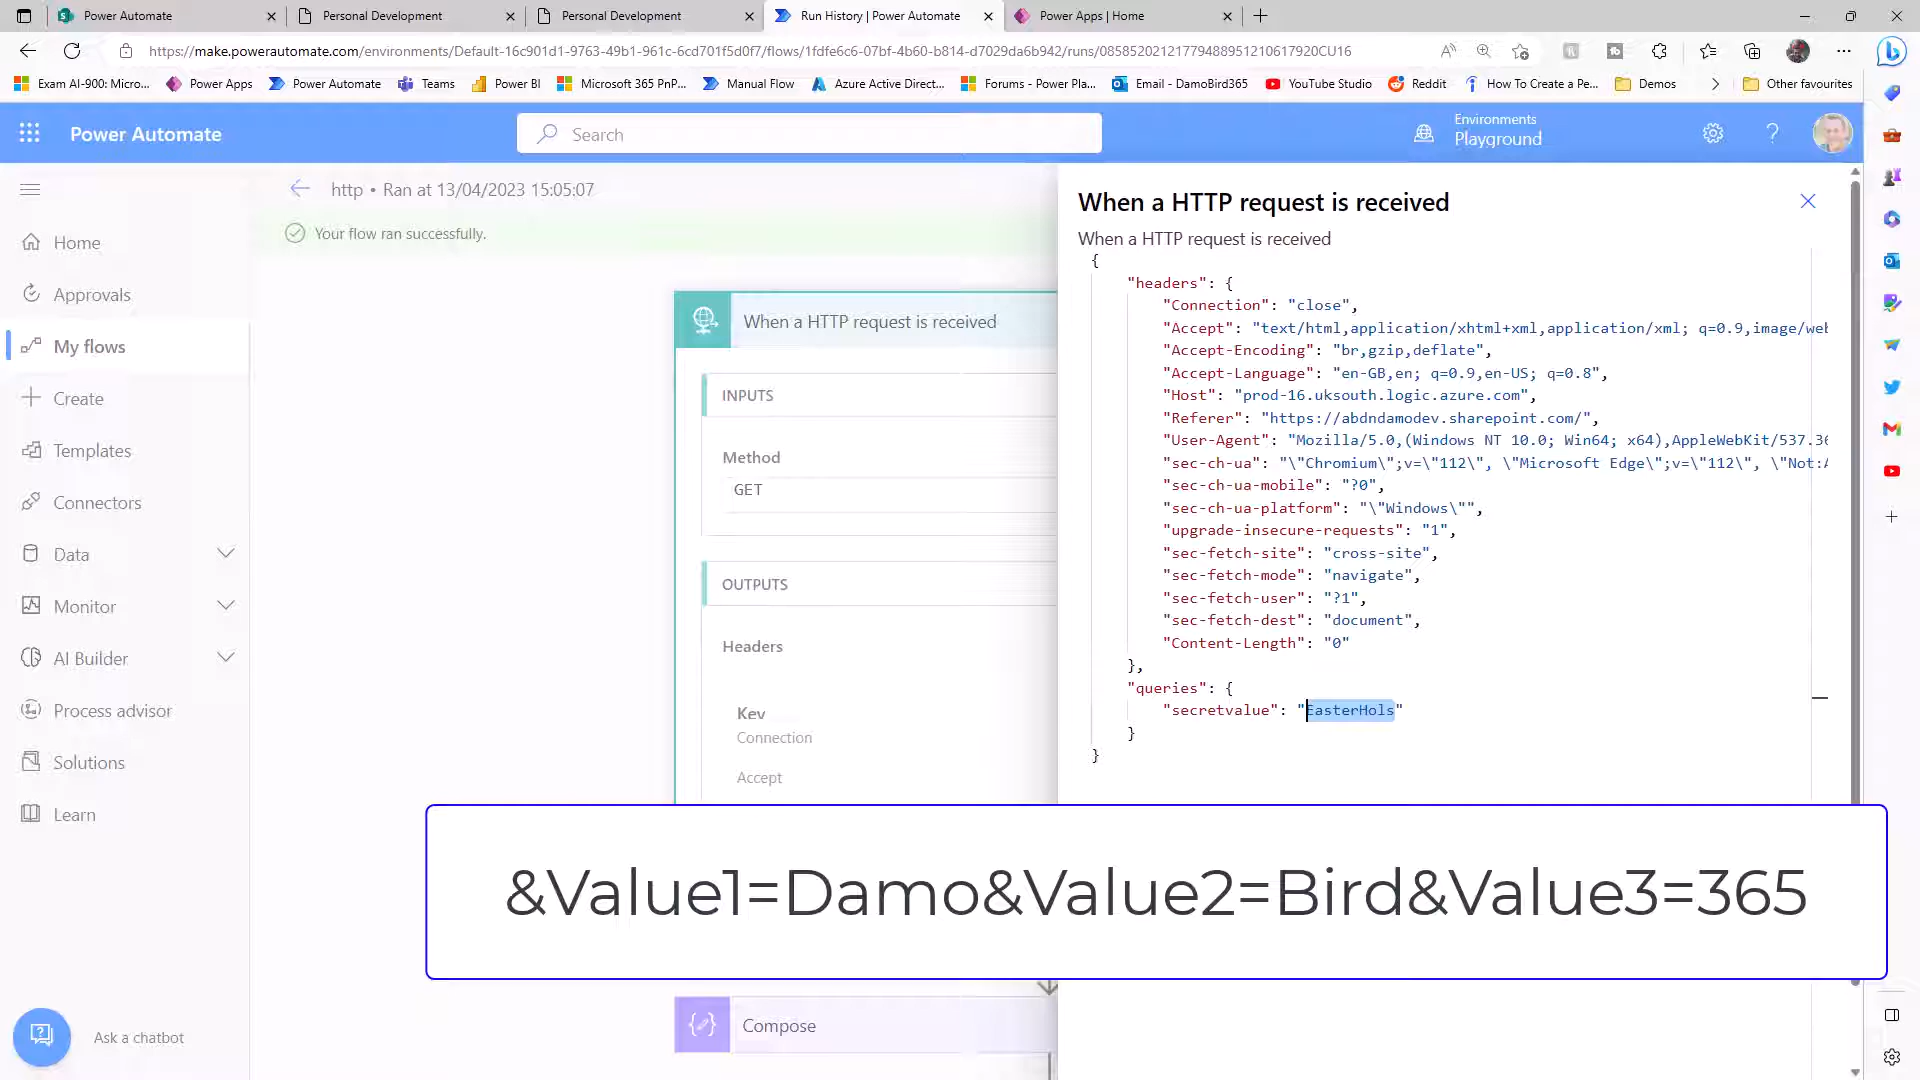 Power Automate
Personal Development
Personal Development
Run History | Power Automate
Power Apps | Home
https://make.powerautomate.com/environments/Default-16c901d1-9763-49b1-961c-6cd701f5d0f7/flows/1fdfe6c6-07bf-4b60-b814-d7029da6b942/runs/08585202121779488951210617920CU16
Exam AI-900: Micro...
Power Apps
Power Automate
Teams
Power BI
Microsoft 365 PnP...
Manual Flow
Azure Active Direct...
Forums - Power Pla...
Email - DamoBird365
YouTube Studio
Reddit
How To Create a Pe...
Demos
Other favourites
Power Automate
Search
Environments
Playground
Home
Approvals
My flows
Create
Templates
Connectors
Data
Monitor
AI Builder
Process advisor
Solutions
Learn
Ask a chatbot
http • Ran at 13/04/2023 15:05:07
Your flow ran successfully.
When a HTTP request is received
INPUTS
Method
GET
OUTPUTS
Headers
Key
Connection
Accept
Compose
When a HTTP request is received
When a HTTP request is received
{
"headers": {
"Connection": "close",
"Accept": "text/html,application/xhtml+xml,application/xml; q=0.9,image/web
"Accept-Encoding": "br,gzip,deflate",
"Accept-Language": "en-GB,en; q=0.9,en-US; q=0.8",
"Host": "prod-16.uksouth.logic.azure.com",
"Referer": "https://abdndamodev.sharepoint.com/",
"User-Agent": "Mozilla/5.0,(Windows NT 10.0; Win64; x64),AppleWebKit/537.36
"sec-ch-ua": "\"Chromium\";v=\"112\", \"Microsoft Edge\";v=\"112\", \"Not:A
"sec-ch-ua-mobile": "?0",
"sec-ch-ua-platform": "\"Windows\"",
"upgrade-insecure-requests": "1",
"sec-fetch-site": "cross-site",
"sec-fetch-mode": "navigate",
"sec-fetch-user": "?1",
"sec-fetch-dest": "document",
"Content-Length": "0"
},
"queries": {
"secretvalue": "EasterHols"
}
}
&Value1=Damo&Value2=Bird&Value3=365